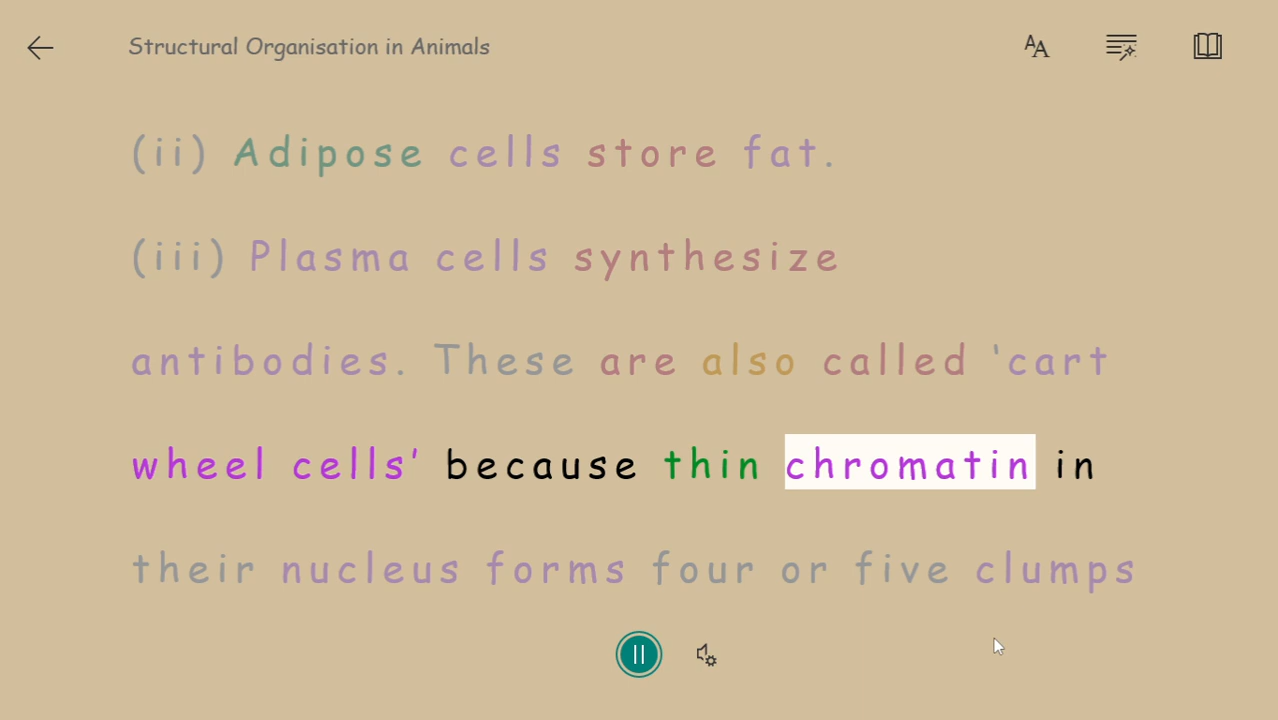 Structural Organisation in Animals
(ii) Adipose cells store fat.
(iii) Plasma cells synthesize
antibodies. These are also called ‘cart
wheel cells’ because thin chromatin in
their nucleus forms four or five clumps